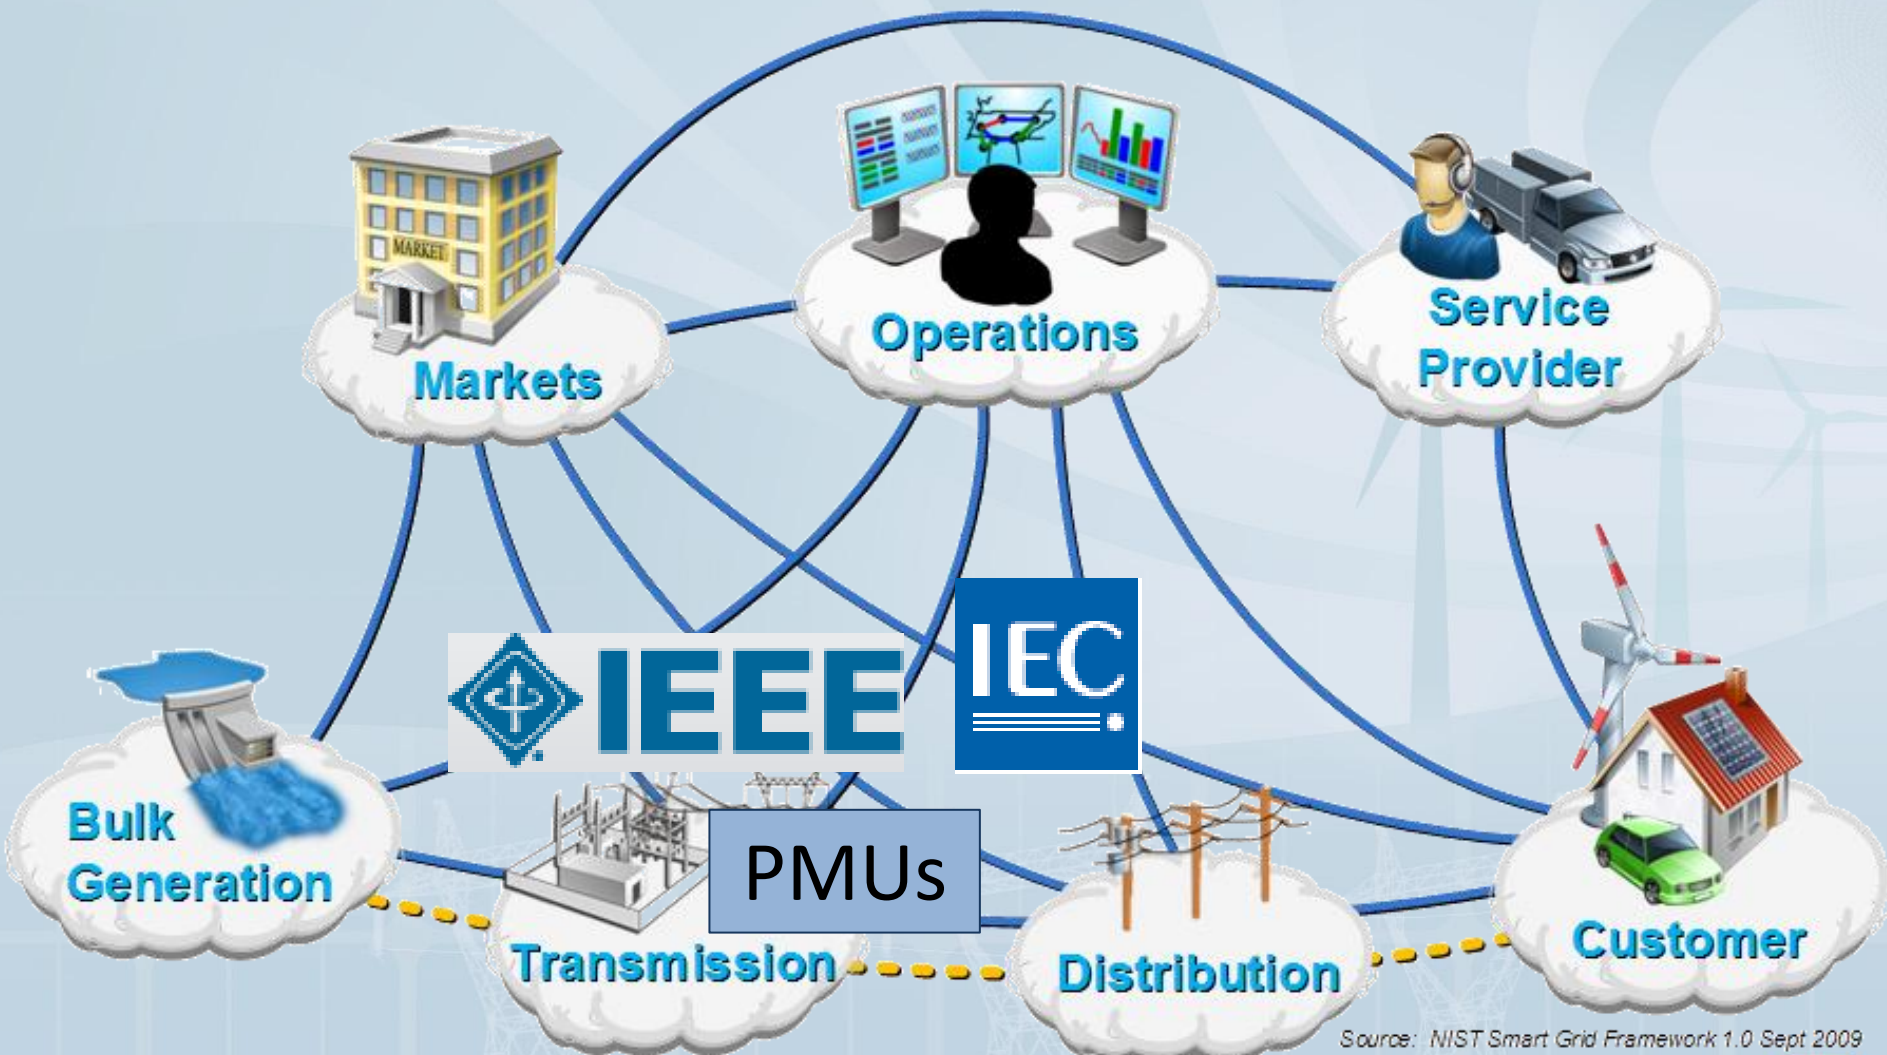 MARKET
Markets
Operations
Service
Provider
IEEE
IEC
Bulk
Generation
PMUs
Transmission
Distribution
Customer
Source: NIST Smart Grid Framework 1.0 Sept 2009